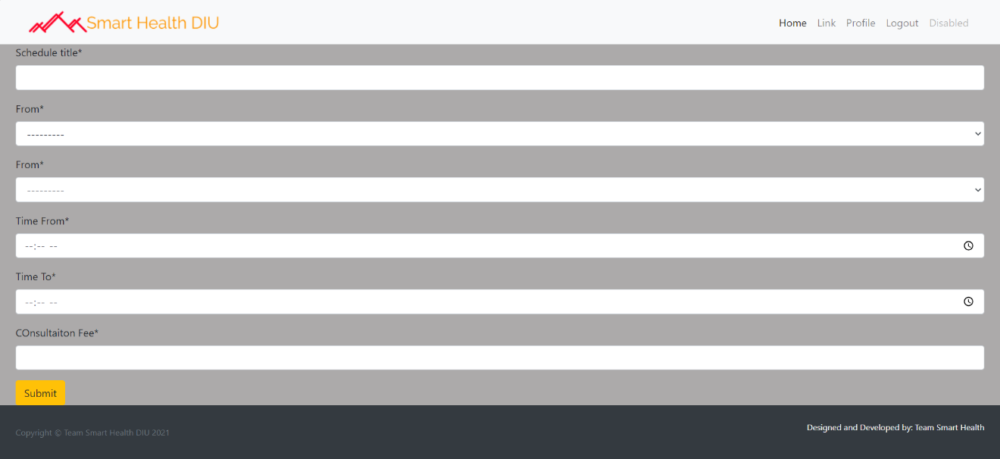 Smart Health DIU
Home Link Profile Logout Disabled
Schedule title*
From*
---------
From*
---------
Time From*
--:-- --
Time To*
--:-- --
COnsultaiton Fee*
Submit
Copyright © Team Smart Health DIU 2021
Designed and Developed by: Team Smart Health